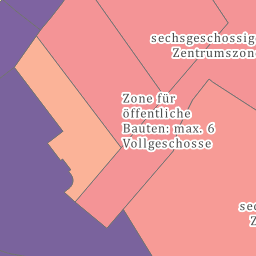 sechsgeschossig
Zentrumszon
Zone für
öffentliche
Bauten: max. 6
Vollgeschosse
sec
Z